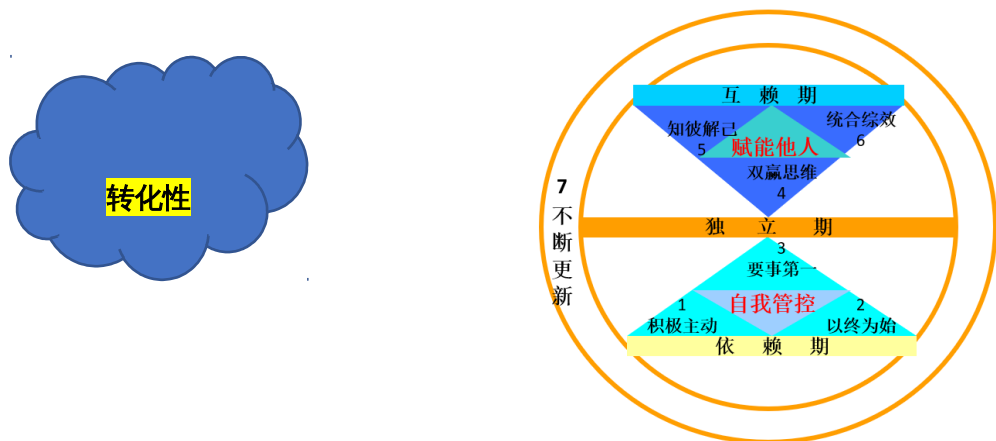 转化性
互 赖 期
知彼解己
5
统合综效
6
赋能他人
双赢思维
4
7
不断更新
独 立 期
3
要事第一
1
积极主动
自我管控
2
以终为始
依 赖 期